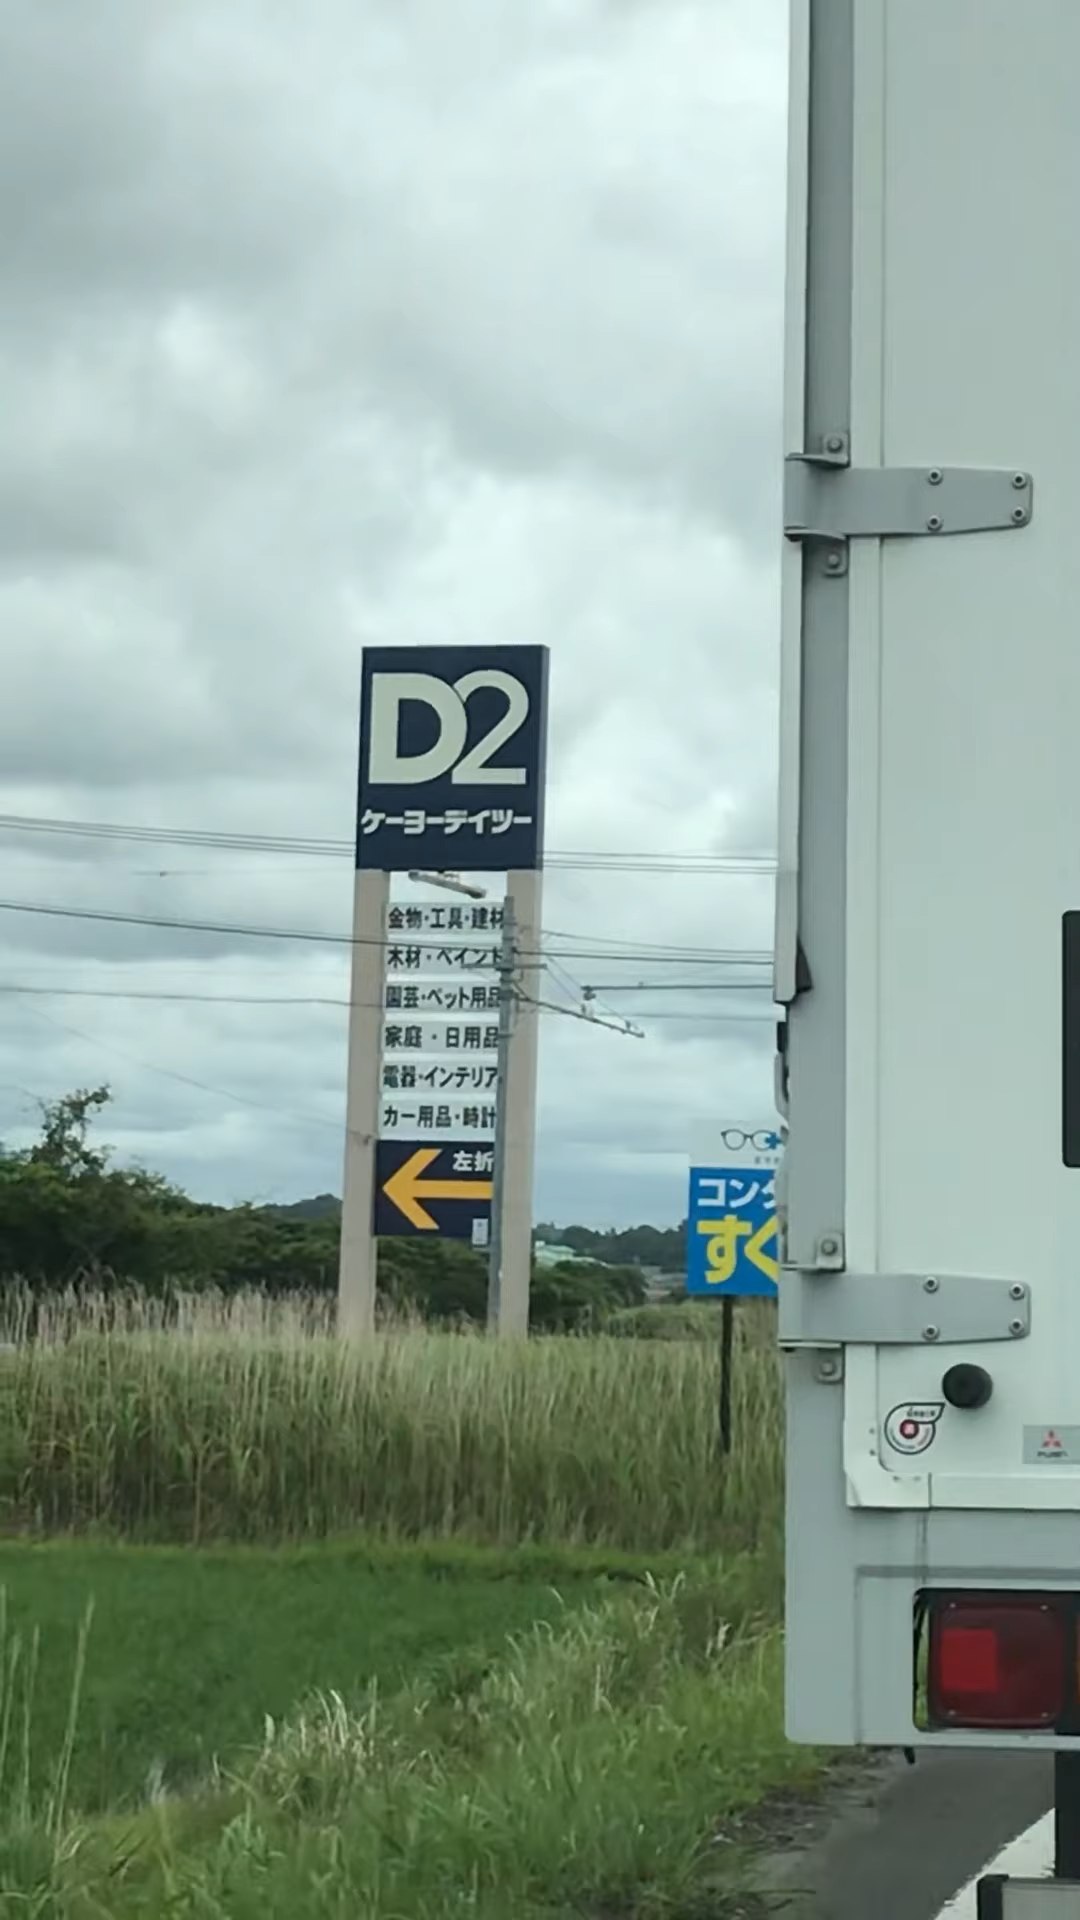 D2
ケーヨーデイツー
金物・工具・建材
木材・ペイント
園芸・ペット用品
家庭・日用品
電器・インテリア
カー用品・時計
左折
コンタ
すぐ